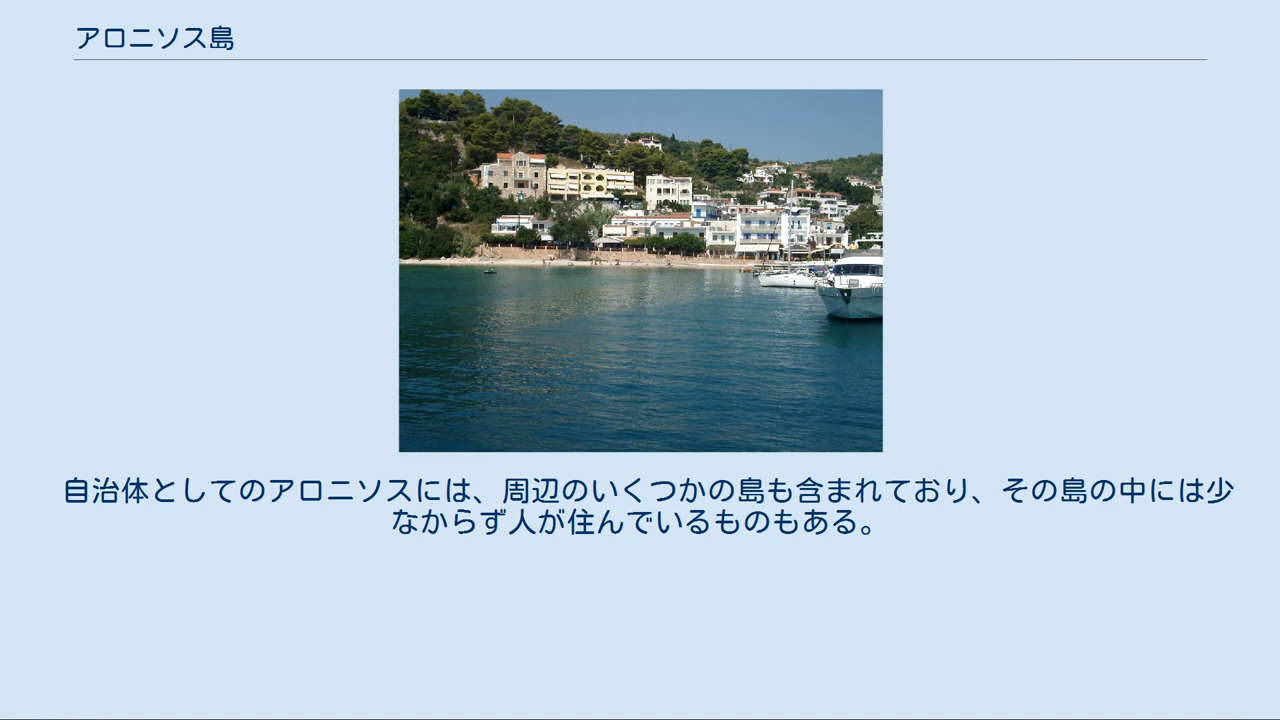 アロニソス島
自治体としてのアロニソスには、周辺のいくつかの島も含まれており、その島の中には少
なからず人が住んでいるものもある。